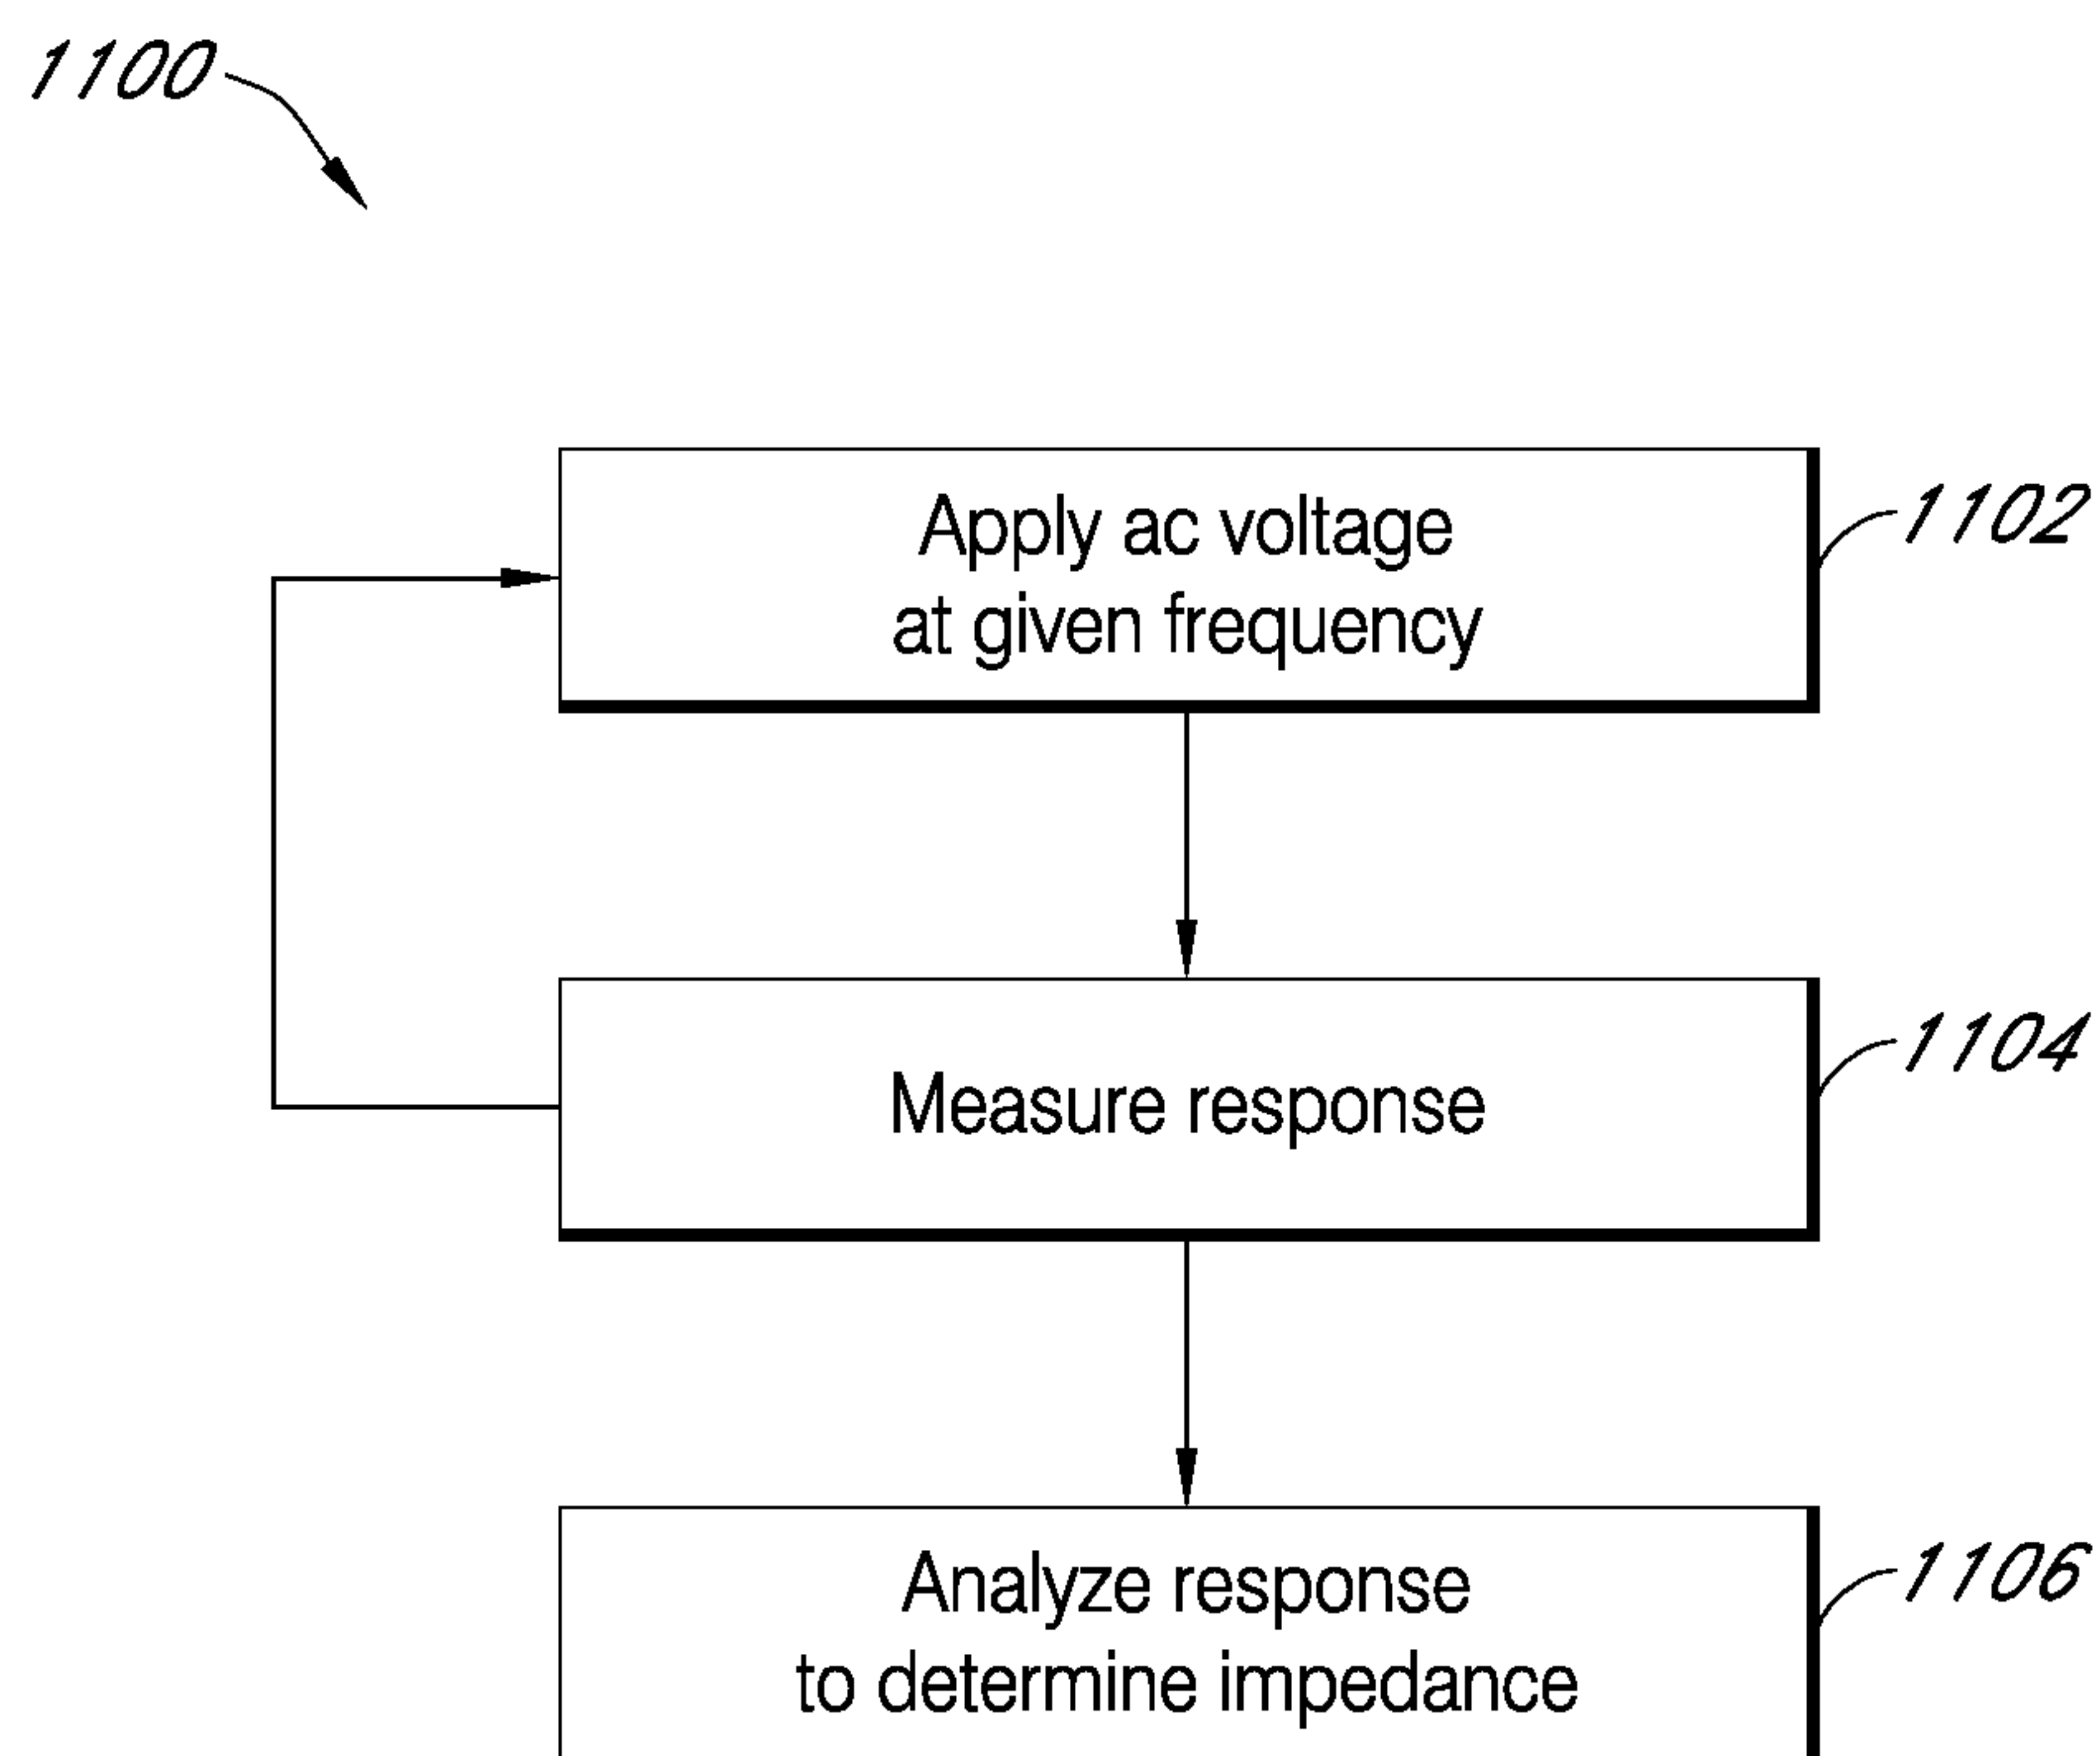 1100
Apply ac voltage
at given frequency
1102
Measure response
1104
Analyze response
to determine impedance
1106